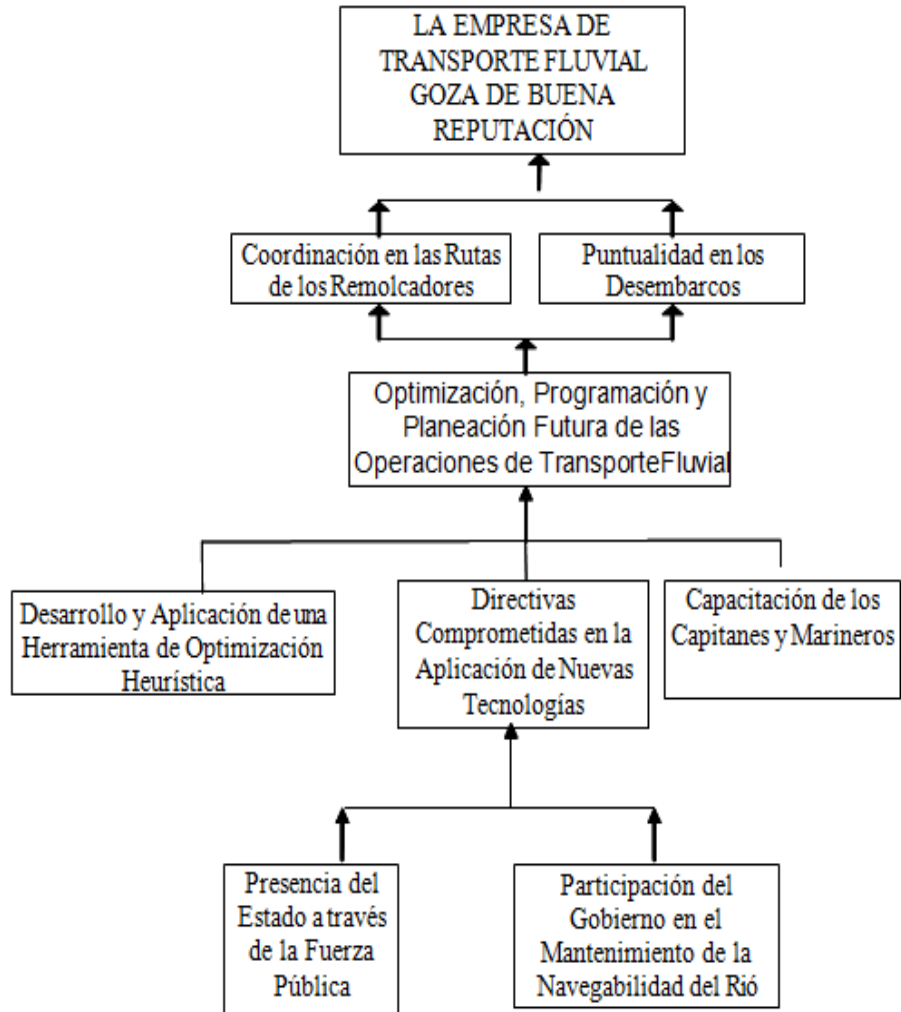 LA EMPRESA DE
TRANSPORTE FLUVIAL
GOZA DE BUENA
REPUTACIÓN
Coordinación en las Rutas
de los Remolcadores
Puntualidad en los
Desembarcos
Optimización, Programación y
Planeación Futura de las
Operaciones de TransporteFluvial
Desarrollo y Aplicación de una
Herramienta de Optimización
Heurística
Directivas
Comprometidas en la
Aplicación de Nuevas
Tecnologías
Capacitación de los
Capitanes y Marineros
Presencia del
Estado a través
de la Fuerza
Pública
Participación del
Gobierno en el
Mantenimiento de la
Navegabilidad del Rió